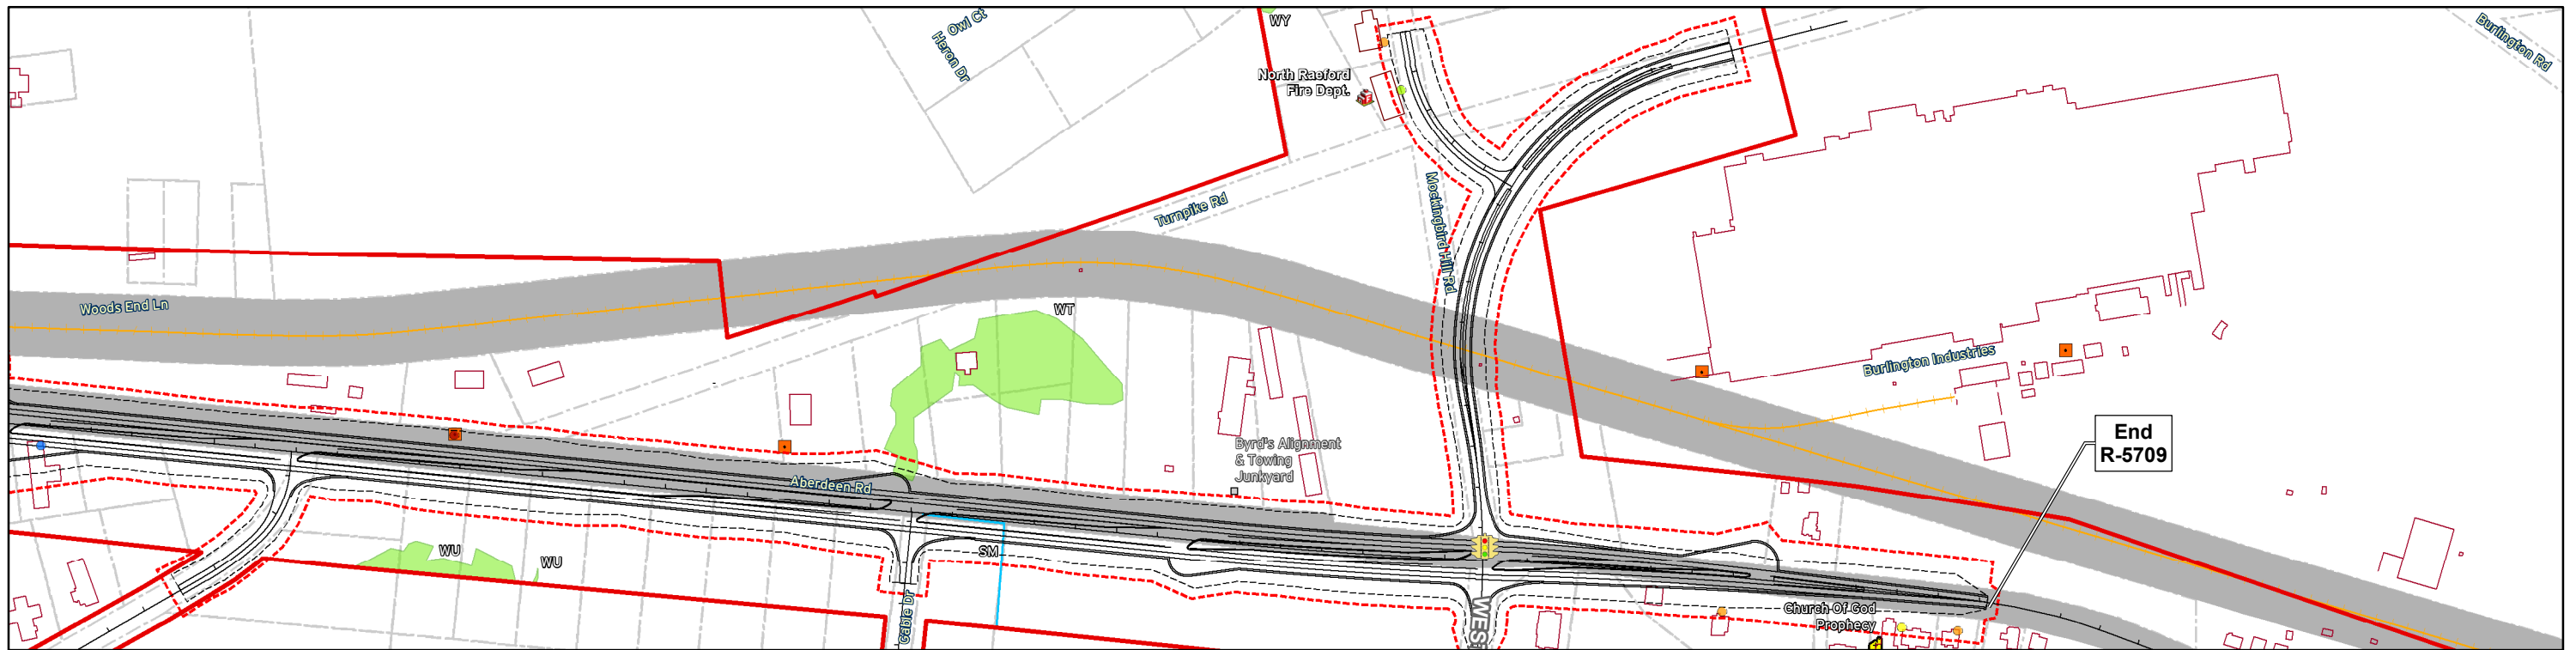 Owl Ct
Heron Dr
WY
Burlington Rd
North Raeford
Fire Dept.
Mockingbird Hill Rd
Turnpike Rd
Woods End Ln
WT
Burlington Industries
End
R-5709
Byrd's Alignment
& Towing
Junkyard
Aberdeen Rd
WU
WU
SM
Gable Dr
Church Of God
Prophecy